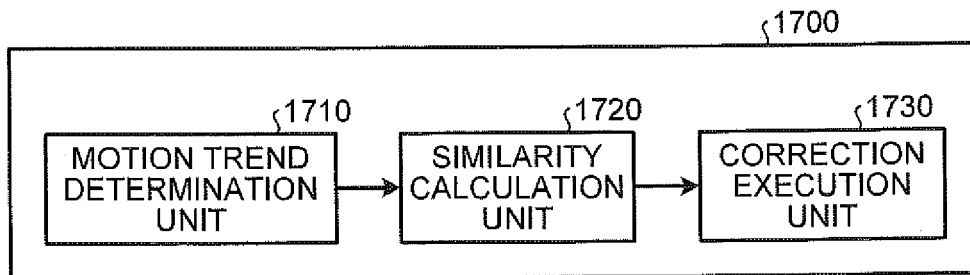 1700
1710
MOTION TREND
DETERMINATION
UNIT
1720
SIMILARITY
CALCULATION
UNIT
1730
CORRECTION
EXECUTION
UNIT